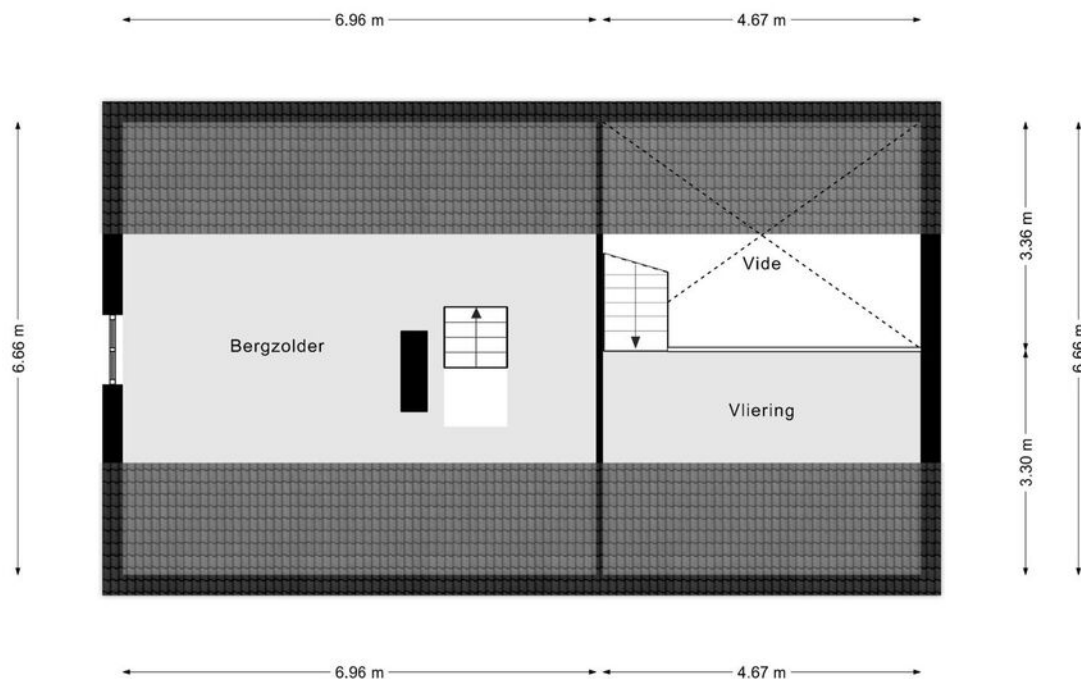 6.96 m
4.67 m
6.66 m
3.36 m
6.66 m
Vide
Bergzolder
Vliering
3.30 m
6.96 m
4.67 m